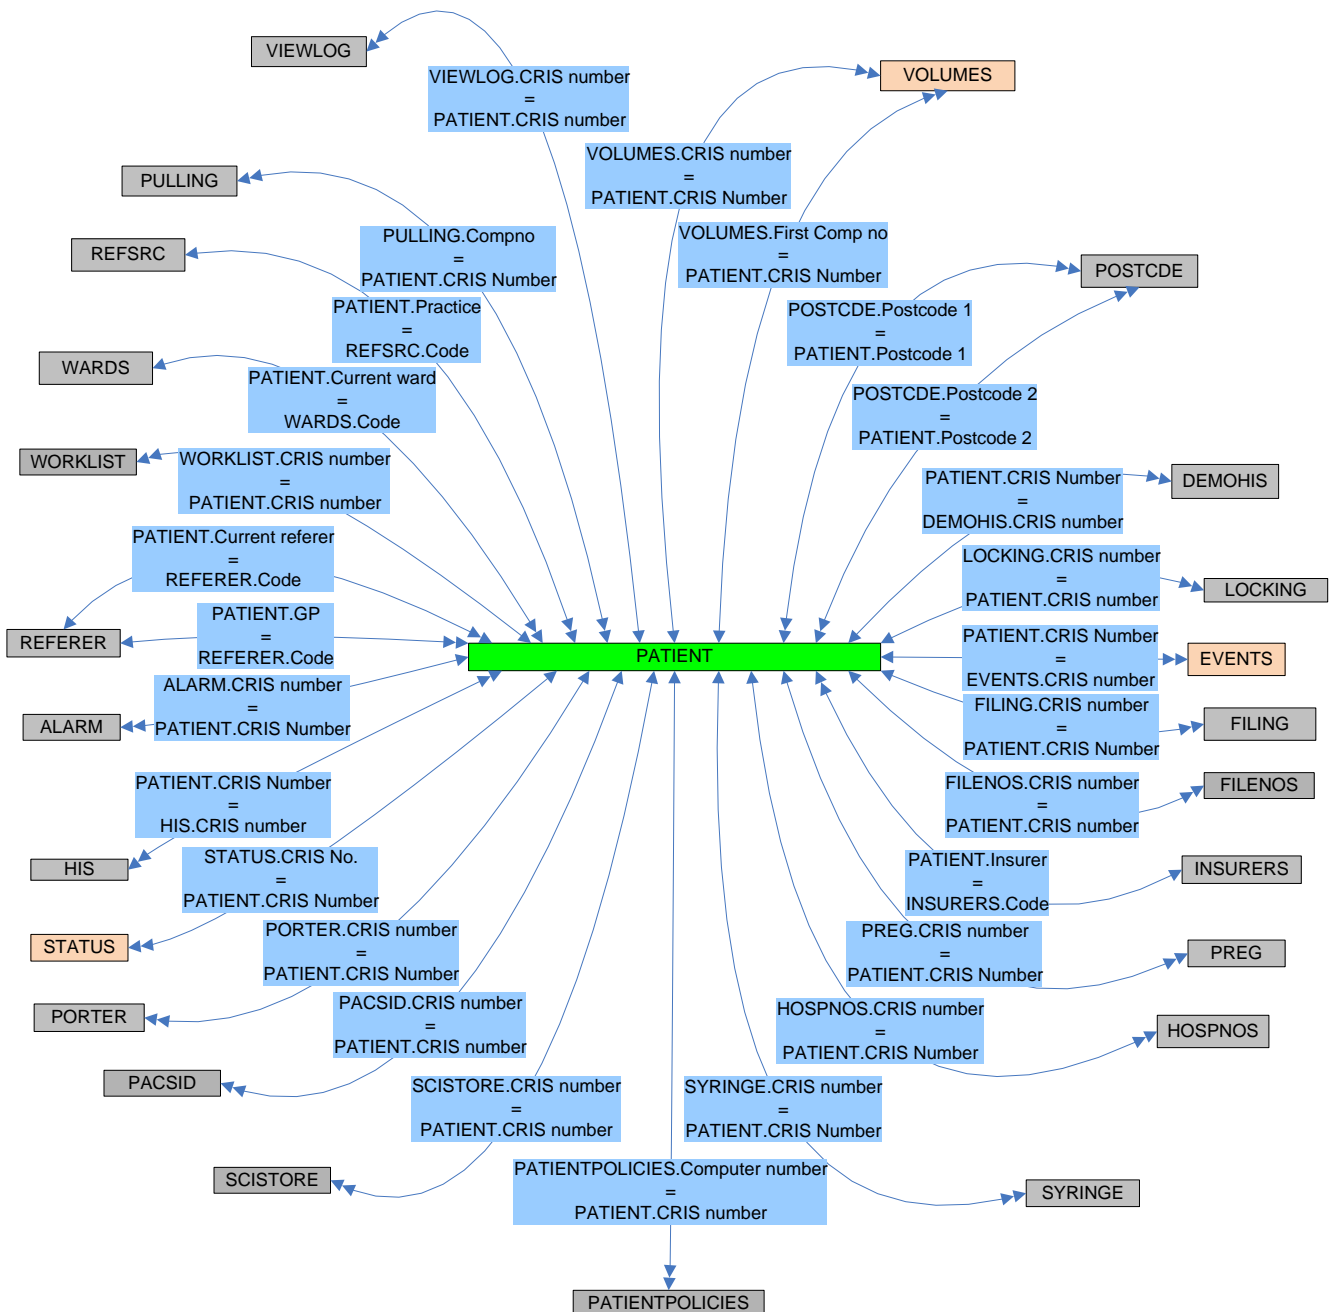 VIEWLOG
VIEWLOG.CRIS number
=
PATIENT.CRIS number
VOLUMES
VOLUMES.CRIS number
=
PATIENT.CRIS Number
VOLUMES.First Comp no
=
PATIENT.CRIS Number
PULLING
PULLING.Compno
=
PATIENT.CRIS Number
REFSRC
PATIENT.Practice
=
REFSRC.Code
POSTCDE
POSTCDE.Postcode 1
=
PATIENT.Postcode 1
POSTCDE.Postcode 2
=
PATIENT.Postcode 2
WARDS
PATIENT.Current ward
=
WARDS.Code
WORKLIST
WORKLIST.CRIS number
=
PATIENT.CRIS number
PATIENT.CRIS Number
=
DEMOHIS.CRIS number
DEMOHIS
PATIENT.Current referer
=
REFERER.Code
LOCKING.CRIS number
=
PATIENT.CRIS number
LOCKING
REFERER
PATIENT.GP
=
REFERER.Code
PATIENT
PATIENT.CRIS Number
=
EVENTS.CRIS number
EVENTS
ALARM
ALARM.CRIS number
=
PATIENT.CRIS Number
FILING.CRIS number
=
PATIENT.CRIS Number
FILING
PATIENT.CRIS Number
=
HIS.CRIS number
HIS
FILENOS.CRIS number
=
PATIENT.CRIS number
FILENOS
STATUS.CRIS No.
=
PATIENT.CRIS Number
STATUS
PATIENT.Insurer
=
INSURERS.Code
INSURERS
PORTER.CRIS number
=
PATIENT.CRIS Number
PORTER
PREG.CRIS number
=
PATIENT.CRIS Number
PREG
PACSID.CRIS number
=
PATIENT.CRIS number
PACSID
HOSPNOS.CRIS number
=
PATIENT.CRIS Number
HOSPNOS
SCISTORE.CRIS number
=
PATIENT.CRIS number
SCISTORE
SYRINGE.CRIS number
=
PATIENT.CRIS Number
SYRINGE
PATIENTPOLICIES.Computer number
=
PATIENT.CRIS number
PATIENTPOLICIES